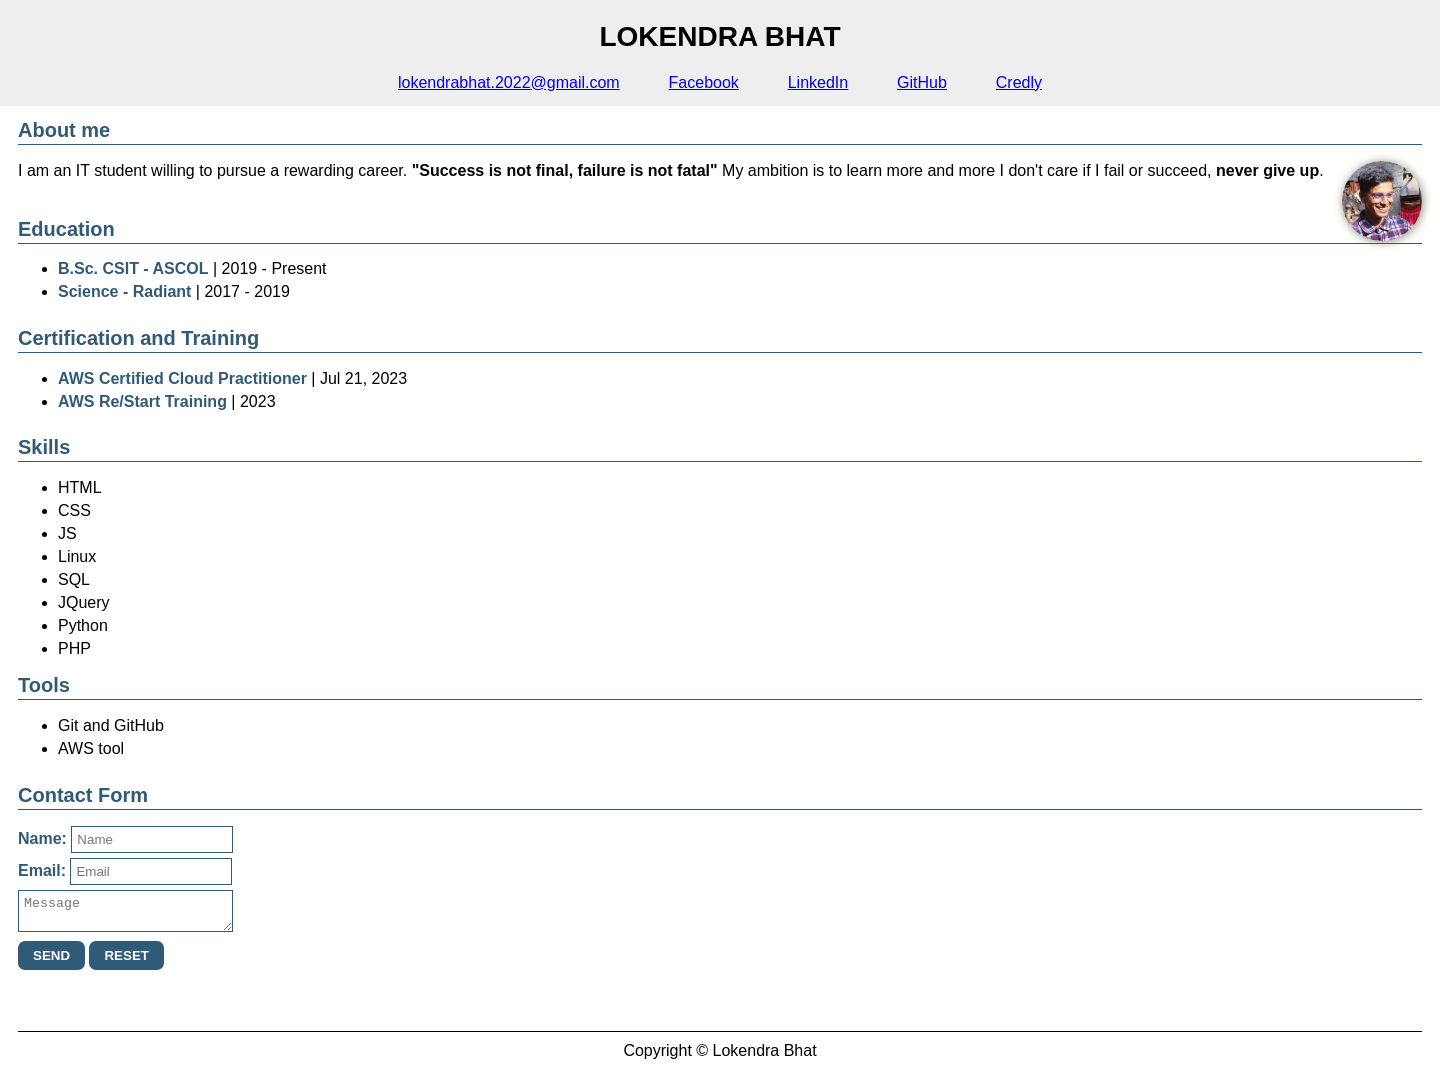 LOKENDRA BHAT
lokendrabhat.2022@gmail.com Facebook LinkedIn GitHub Credly
About me
I am an IT student willing to pursue a rewarding career. "Success is not final, failure is not fatal" My ambition is to learn more and more I don't care if I fail or succeed, never give up.
Education
B.Sc. CSIT - ASCOL | 2019 - Present
Science - Radiant | 2017 - 2019
Certification and Training
AWS Certified Cloud Practitioner | Jul 21, 2023
AWS Re/Start Training | 2023
Skills
HTML
CSS
JS
Linux
SQL
JQuery
Python
PHP
Tools
Git and GitHub
AWS tool
Contact Form
Name: Name
Email: Email
Message
SEND RESET
Copyright © Lokendra Bhat